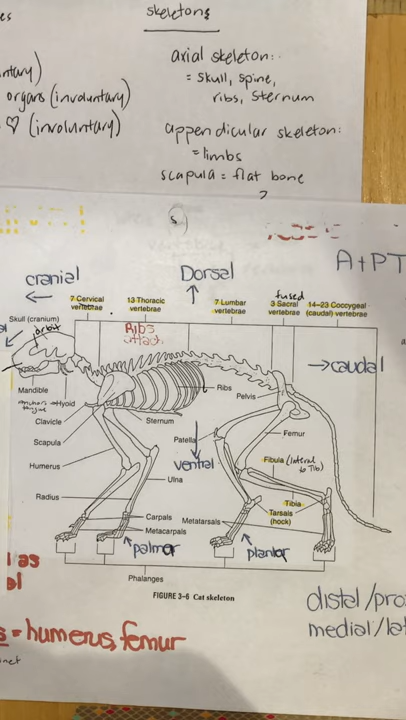 skeletons
axial skeleton:
= skull, spine,
ribs, sternum
organs (involuntary)
♡ (involuntary)
appendicular skeleton:
= limbs
scapula = flat bone
?
s)
A+PT
cranial
←
Dorsal
↑
fused
7 Cervical vertebrae
13 Thoracic vertebrae
7 Lumbar vertebrae
3 Sacral vertebrae
14–23 Coccygeal (caudal) vertebrae
Skull (cranium)
orbit
Ribs
attach
→caudal
Mandible
Hyoid
Ribs
Pelvis
Clavicle
Sternum
Scapula
Patella
Femur
ventral
Humerus
Fibula (lateral to Tib)
Ulna
Radius
Tibia
Tarsals (hock)
Carpals
Metacarpals
Metatarsals
palmar
plantar
Phalanges
FIGURE 3–6 Cat skeleton
as
= humerus, femur
distal/pro
medial/lat